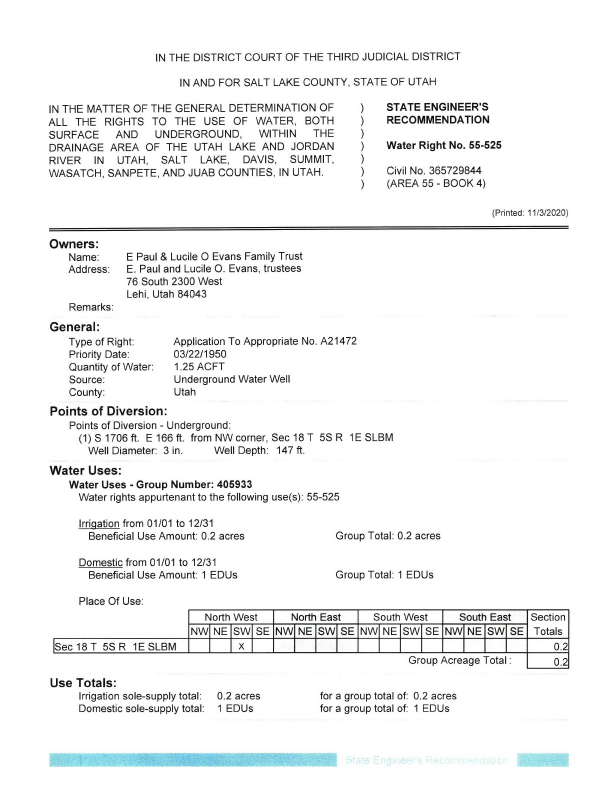 IN THE DISTRICT COURT OF THE THIRD JUDICIAL DISTRICT
IN AND FOR SALT LAKE COUNTY, STATE OF UTAH
IN THE MATTER OF THE GENERAL DETERMINATION OF
ALL THE RIGHTS TO THE USE OF WATER, BOTH
SURFACE AND UNDERGROUND, WITHIN THE
DRAINAGE AREA OF THE UTAH LAKE AND JORDAN
RIVER IN UTAH, SALT LAKE, DAVIS, SUMMIT,
WASATCH, SANPETE, AND JUAB COUNTIES, IN UTAH.
)
)
)
)
)
)
)
STATE ENGINEER'S
RECOMMENDATION
Water Right No. 55-525
Civil No. 365729844
(AREA 55 - BOOK 4)
(Printed: 11/3/2020)
Owners:
Name: E Paul & Lucile O Evans Family Trust
Address: E. Paul and Lucile O. Evans, trustees
76 South 2300 West
Lehi, Utah 84043
Remarks:
General:
Type of Right: Application To Appropriate No. A21472
Priority Date: 03/22/1950
Quantity of Water: 1.25 ACFT
Source: Underground Water Well
County: Utah
Points of Diversion:
Points of Diversion - Underground:
(1) S 1706 ft. E 166 ft. from NW corner, Sec 18 T 5S R 1E SLBM
Well Diameter: 3 in. Well Depth: 147 ft.
Water Uses:
Water Uses - Group Number: 405933
Water rights appurtenant to the following use(s): 55-525
Irrigation from 01/01 to 12/31
Beneficial Use Amount: 0.2 acres Group Total: 0.2 acres
Domestic from 01/01 to 12/31
Beneficial Use Amount: 1 EDUs Group Total: 1 EDUs
Place Of Use:
North West North East South West South East Section
NW NE SW SE NW NE SW SE NW NE SW SE NW NE SW SE Totals
Sec 18 T 5S R 1E SLBM X 0.2
Group Acreage Total: 0.2
Use Totals:
Irrigation sole-supply total: 0.2 acres for a group total of: 0.2 acres
Domestic sole-supply total: 1 EDUs for a group total of: 1 EDUs
State Engineer's Recommendation